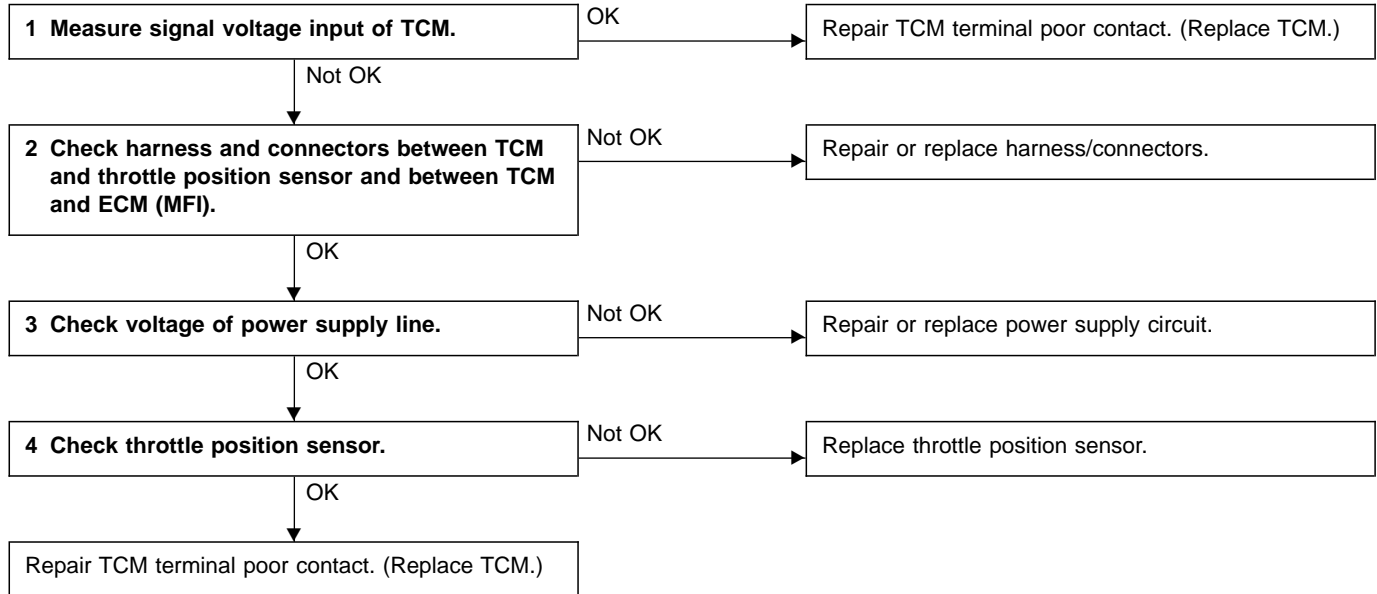 1 Measure signal voltage input of TCM.
OK
Repair TCM terminal poor contact. (Replace TCM.)
Not OK
2 Check harness and connectors between TCM
and throttle position sensor and between TCM
and ECM (MFI).
Not OK
Repair or replace harness/connectors.
OK
3 Check voltage of power supply line.
Not OK
Repair or replace power supply circuit.
OK
4 Check throttle position sensor.
Not OK
Replace throttle position sensor.
OK
Repair TCM terminal poor contact. (Replace TCM.)